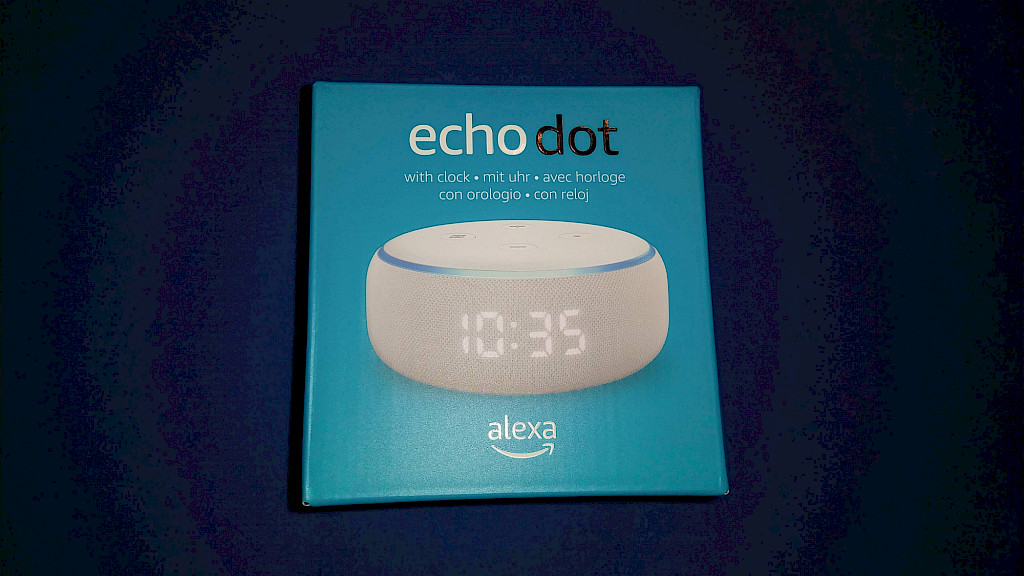 echo dot
with clock • mit uhr • avec horloge
con orologio • con reloj
10:35
alexa